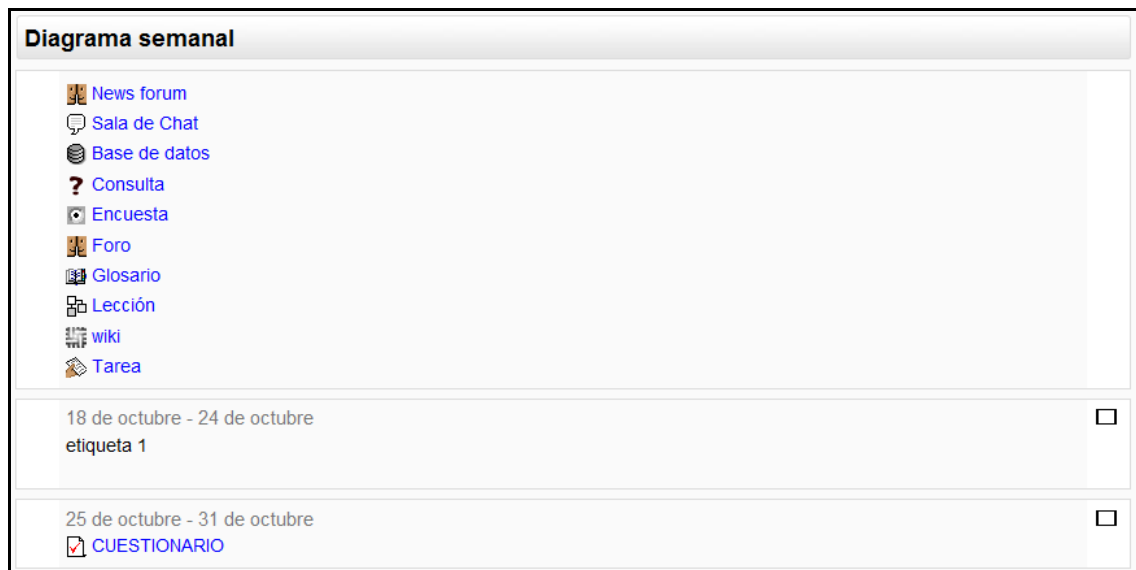 Diagrama semanal
News forum
Sala de Chat
Base de datos
Consulta
Encuesta
Foro
Glosario
Lección
wiki
Tarea
18 de octubre - 24 de octubre
etiqueta 1
25 de octubre - 31 de octubre
CUESTIONARIO